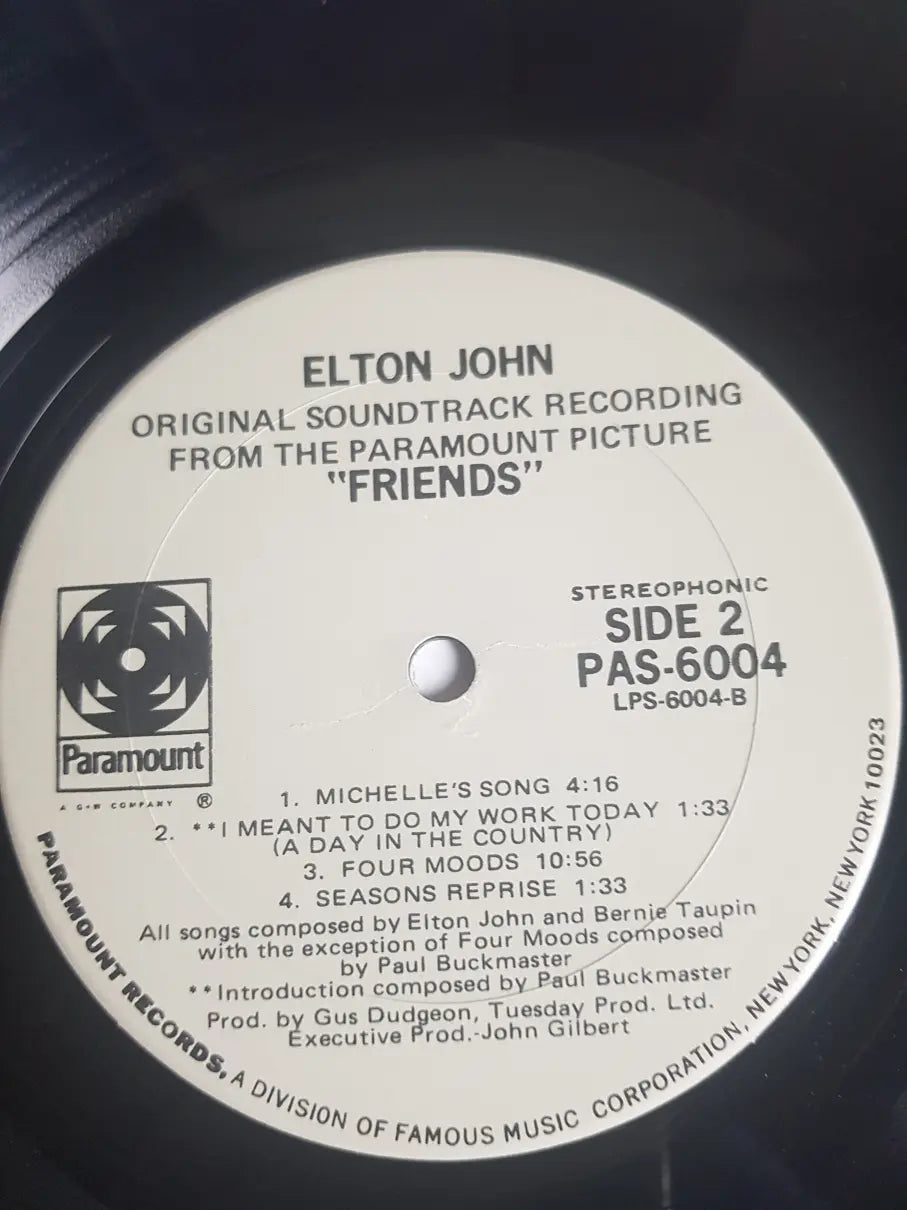 ELTON JOHN
ORIGINAL SOUNDTRACK RECORDING
FROM THE PARAMOUNT PICTURE
"FRIENDS"
STEREOPHONIC
SIDE 2
PAS-6004
LPS-6004-B
Paramount
A G+W COMPANY ®
1. MICHELLE'S SONG 4:16
2. **I MEANT TO DO MY WORK TODAY 1:33
(A DAY IN THE COUNTRY)
3. FOUR MOODS 10:56
4. SEASONS REPRISE 1:33
All songs composed by Elton John and Bernie Taupin
with the exception of Four Moods composed
by Paul Buckmaster
**Introduction composed by Paul Buckmaster
Prod. by Gus Dudgeon, Tuesday Prod. Ltd.
Executive Prod.-John Gilbert
PARAMOUNT RECORDS, A DIVISION OF FAMOUS MUSIC CORPORATION, NEW YORK, NEW YORK 10023